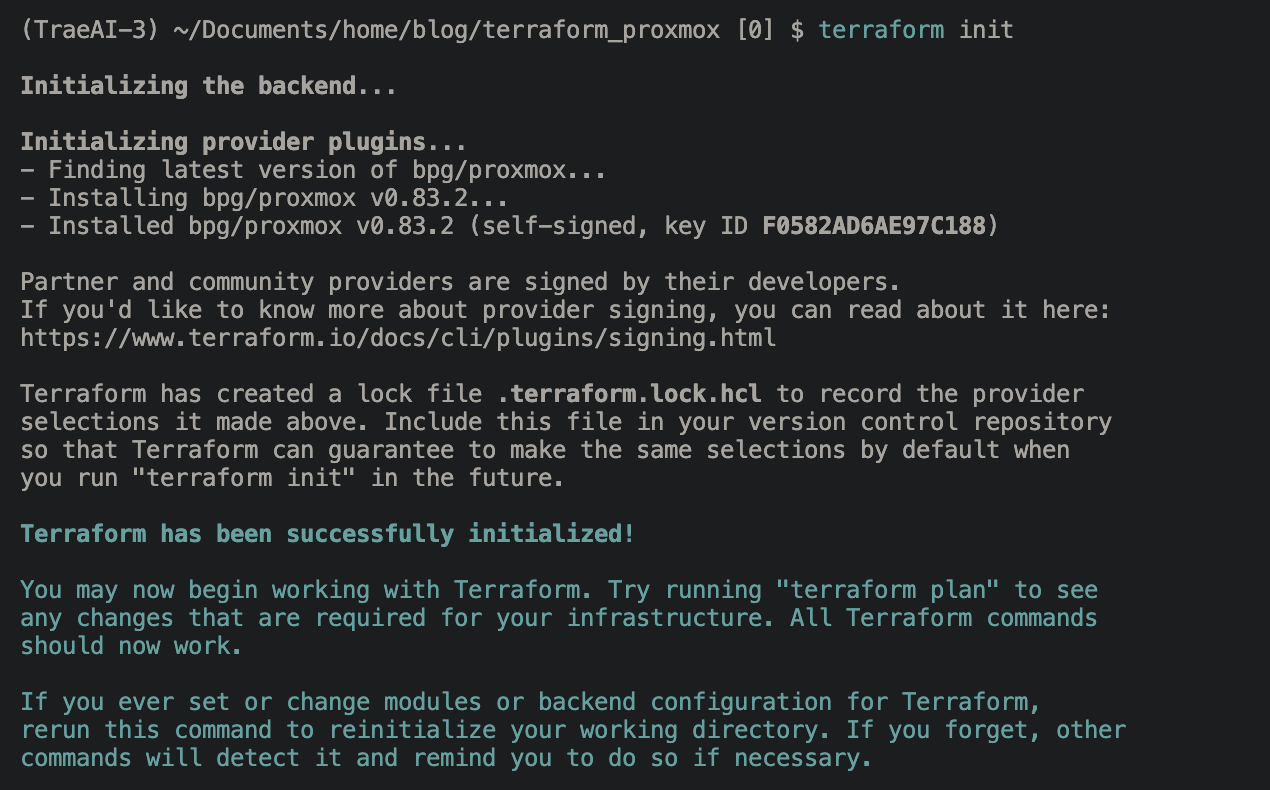 (TraeAI-3) ~/Documents/home/blog/terraform_proxmox [0] $ terraform init
Initializing the backend...
Initializing provider plugins...
- Finding latest version of bpg/proxmox...
- Installing bpg/proxmox v0.83.2...
- Installed bpg/proxmox v0.83.2 (self-signed, key ID F0582AD6AE97C188)
Partner and community providers are signed by their developers.
If you'd like to know more about provider signing, you can read about it here:
https://www.terraform.io/docs/cli/plugins/signing.html
Terraform has created a lock file .terraform.lock.hcl to record the provider
selections it made above. Include this file in your version control repository
so that Terraform can guarantee to make the same selections by default when
you run "terraform init" in the future.
Terraform has been successfully initialized!
You may now begin working with Terraform. Try running "terraform plan" to see
any changes that are required for your infrastructure. All Terraform commands
should now work.
If you ever set or change modules or backend configuration for Terraform,
rerun this command to reinitialize your working directory. If you forget, other
commands will detect it and remind you to do so if necessary.